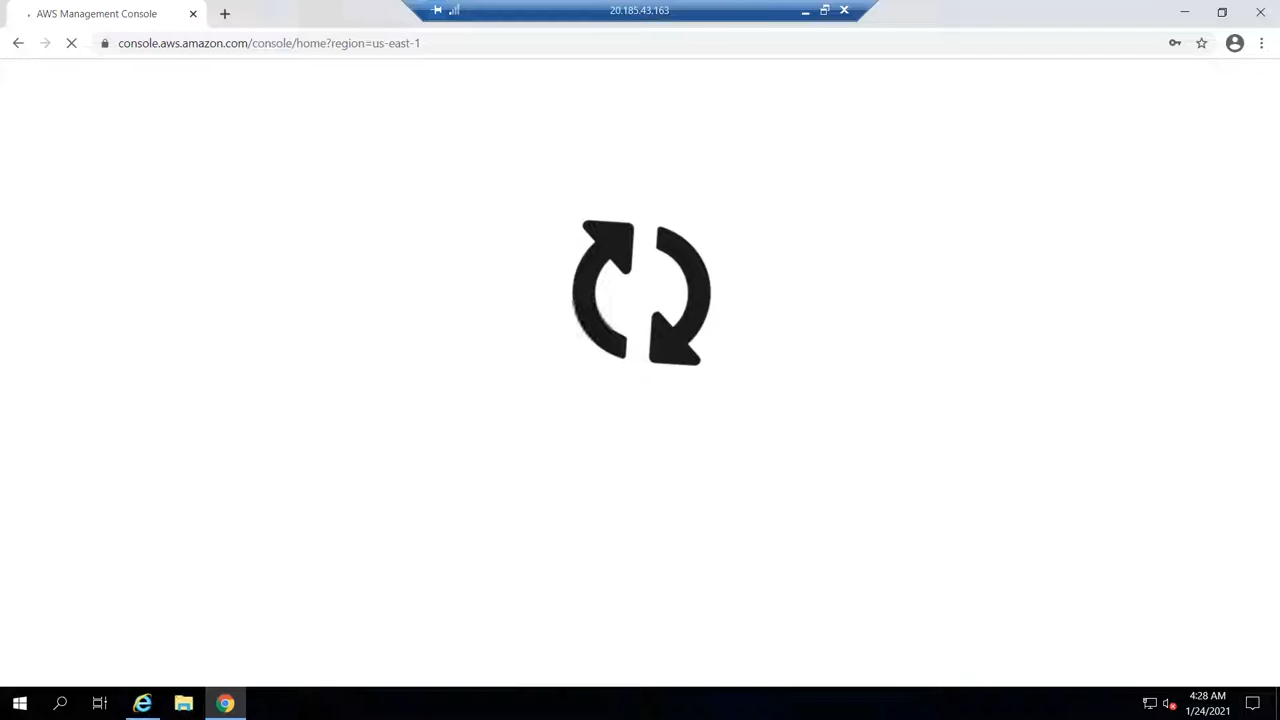 AWS Management Console
20.185.43.163
console.aws.amazon.com/console/home?region=us-east-1
4:28 AM
1/24/2021